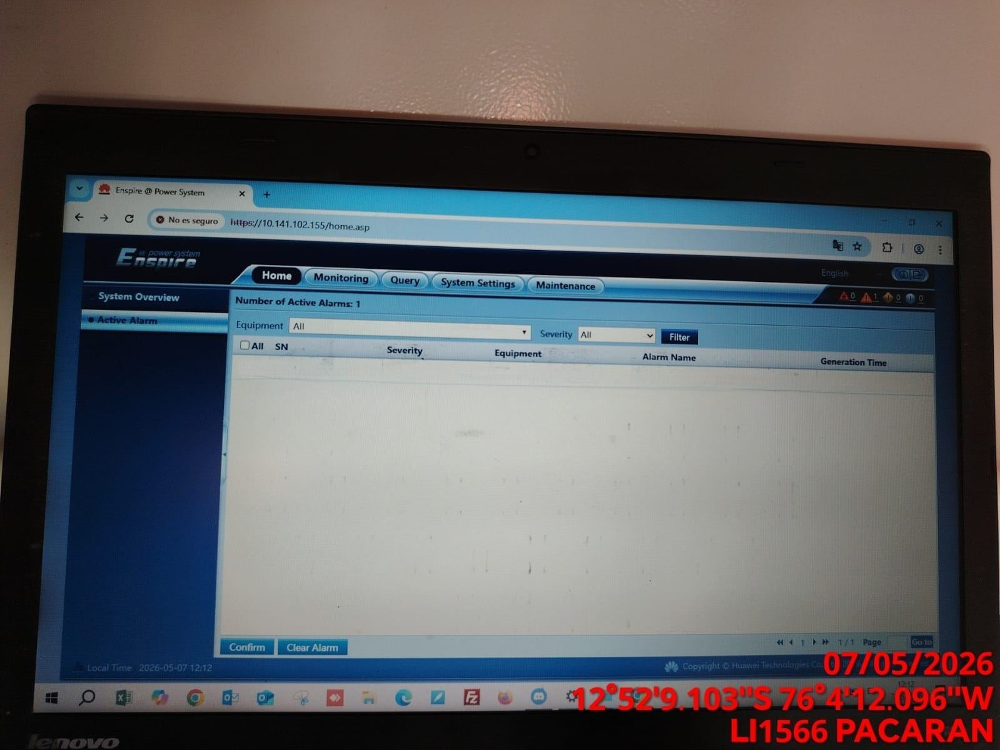 Enspire @ Power System
No es seguro
https://10.141.102.155/home.asp
@ power system
Enspire
English
Home
Monitoring
Query
System Settings
Maintenance
0 1 0 0
System Overview
Active Alarm
Number of Active Alarms: 1
Equipment
All
Severity
All
Filter
All
SN
Severity
Equipment
Alarm Name
Generation Time
Confirm
Clear Alarm
1
1 / 1
Page
Go to
Local Time 2026-05-07 12:12
Copyright © Huawei Technologies Co.
12:12
07/05/2026
12°52'9.103"S 76°4'12.096"W
LI1566 PACARAN
lenovo